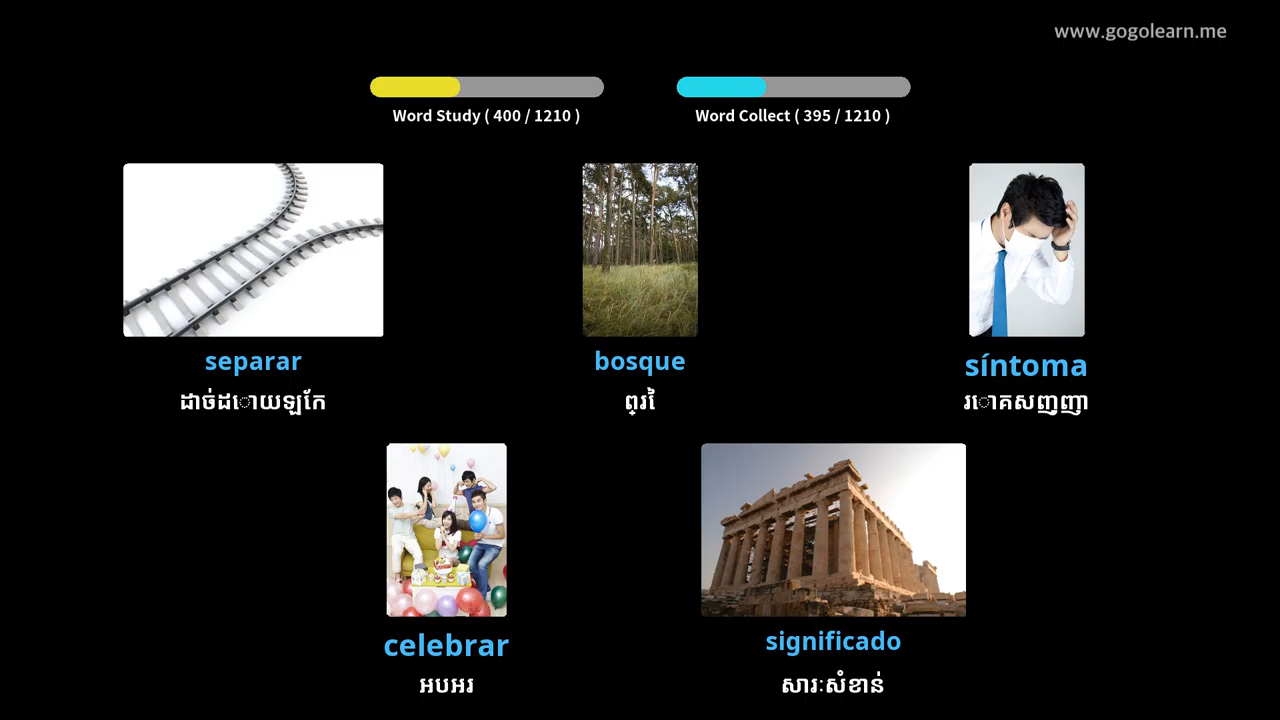 www.gogolearn.me
Word Study ( 400 / 1210 )
Word Collect ( 395 / 1210 )
separar
ដាច់ដោយឡកែ
bosque
ព្រៃ
síntoma
រោគសញ្ញា
celebrar
អបអរ
significado
សារៈសំខាន់